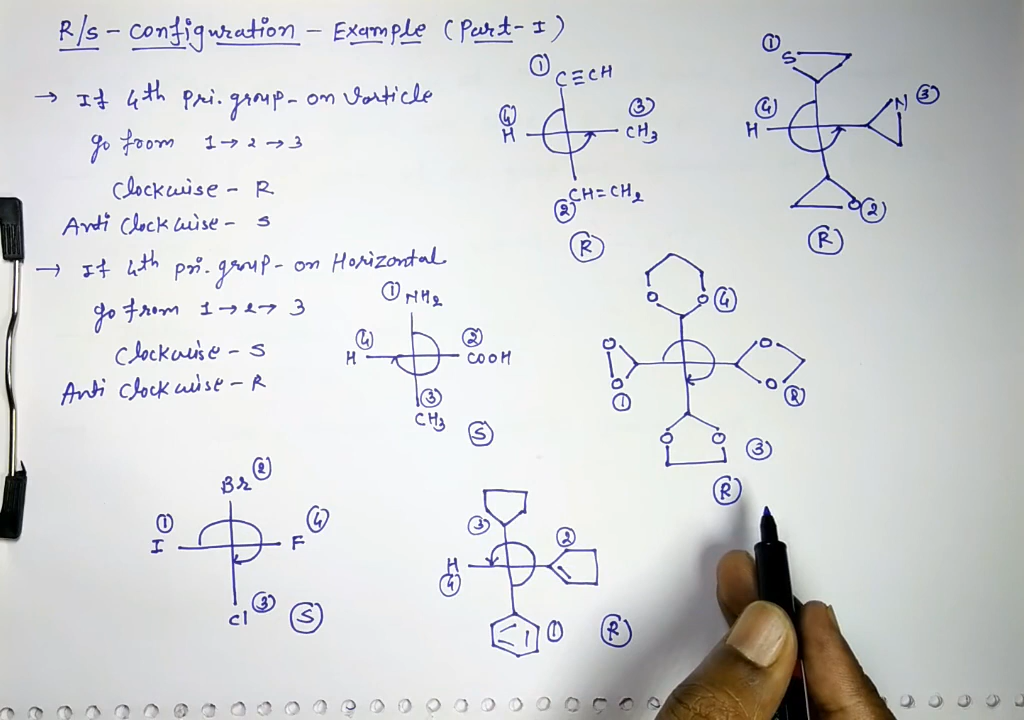 R/S - configuration - Example (Part-I)
→ If 4th pri. group - on Varticle
go from 1 → 2 → 3
Clockwise - R
Anti Clockwise - S
→ If 4th pri. group - on Horizontal
go from 1 → 2 → 3
Clockwise - S
Anti Clockwise - R
① C≡CH
④ H
③ CH3
CH=CH2
②
Ⓡ
① S
④ H
N ③
O ②
Ⓡ
① NH2
④ H
② COOH
③
CH3
Ⓢ
O O ④
O
O
①
O
O
②
O O ③
Ⓡ
Br ②
① I
F ④
Cl ③
Ⓢ
③
②
H
④
①
Ⓡ